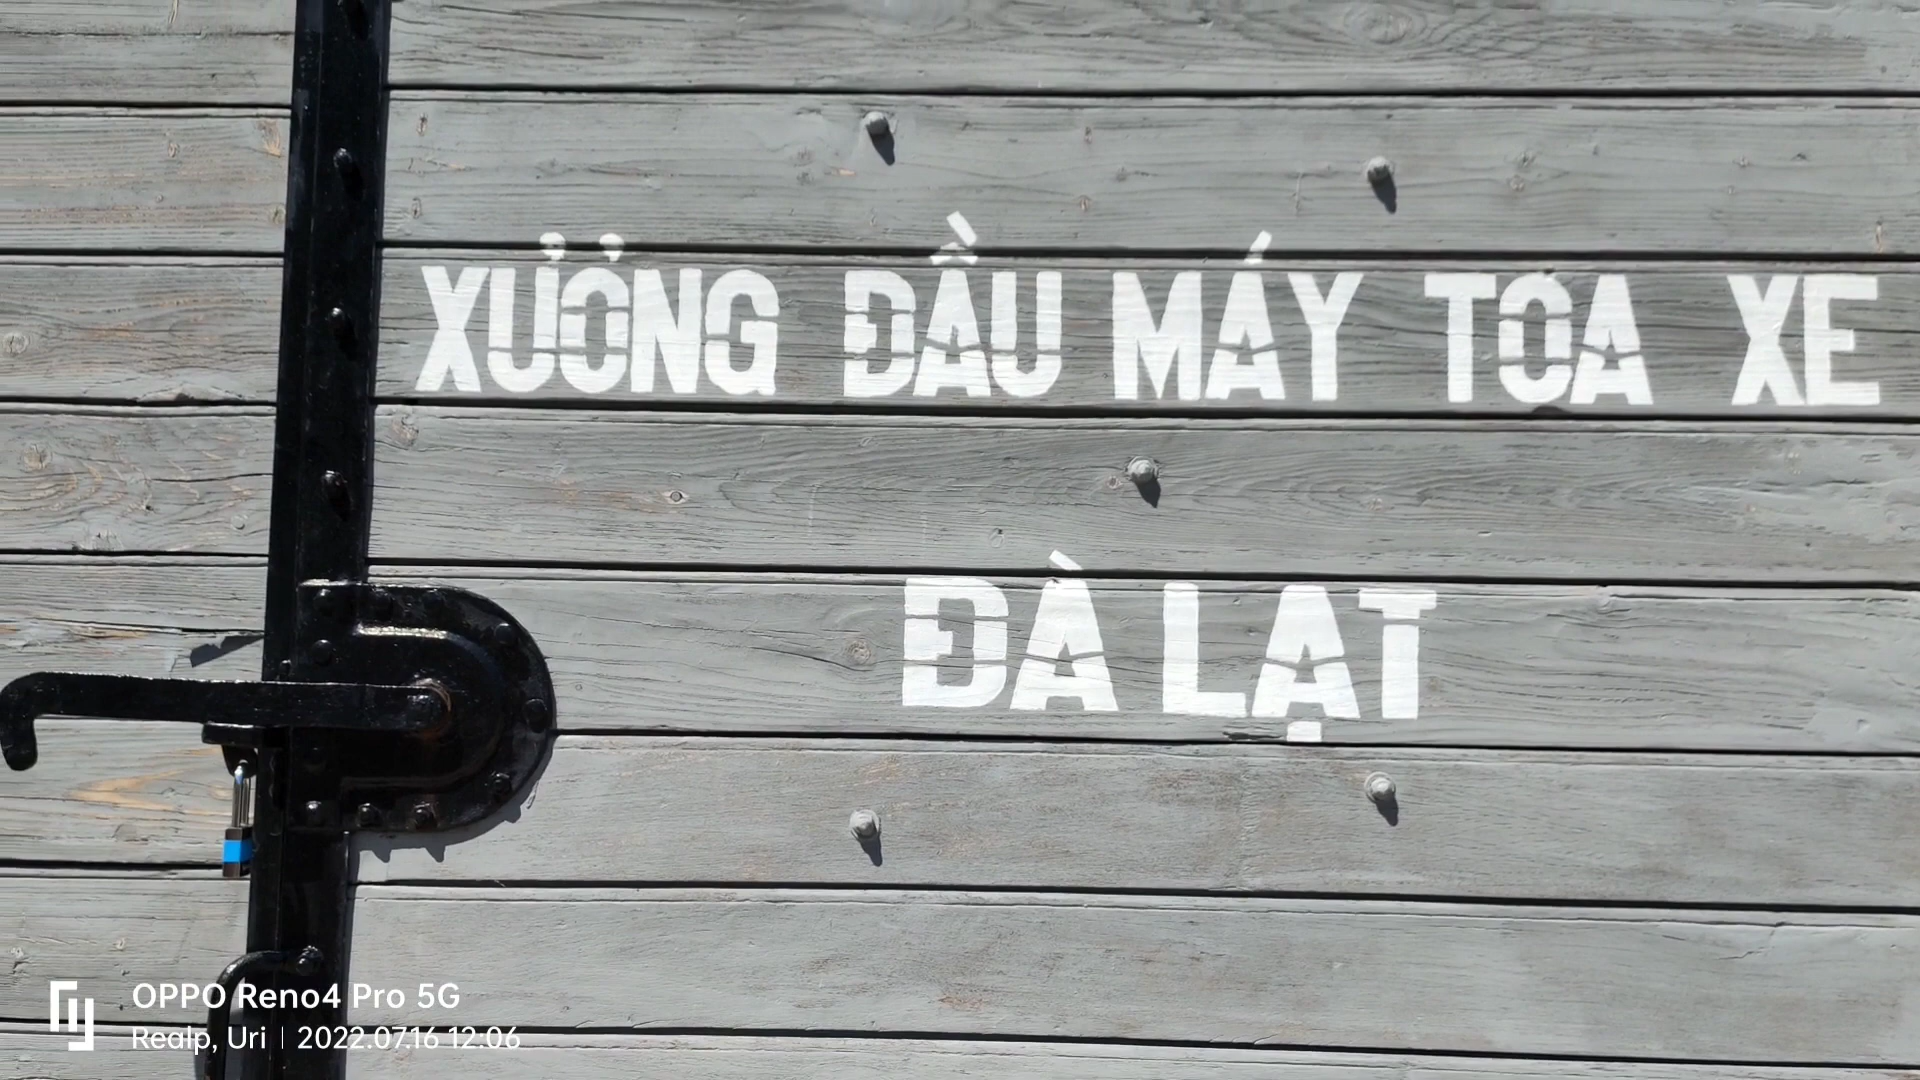 XƯỞNG ĐẦU MÁY TOA XE
ĐÀ LẠT
OPPO Reno4 Pro 5G
Realp, Uri | 2022.07.16 12:06